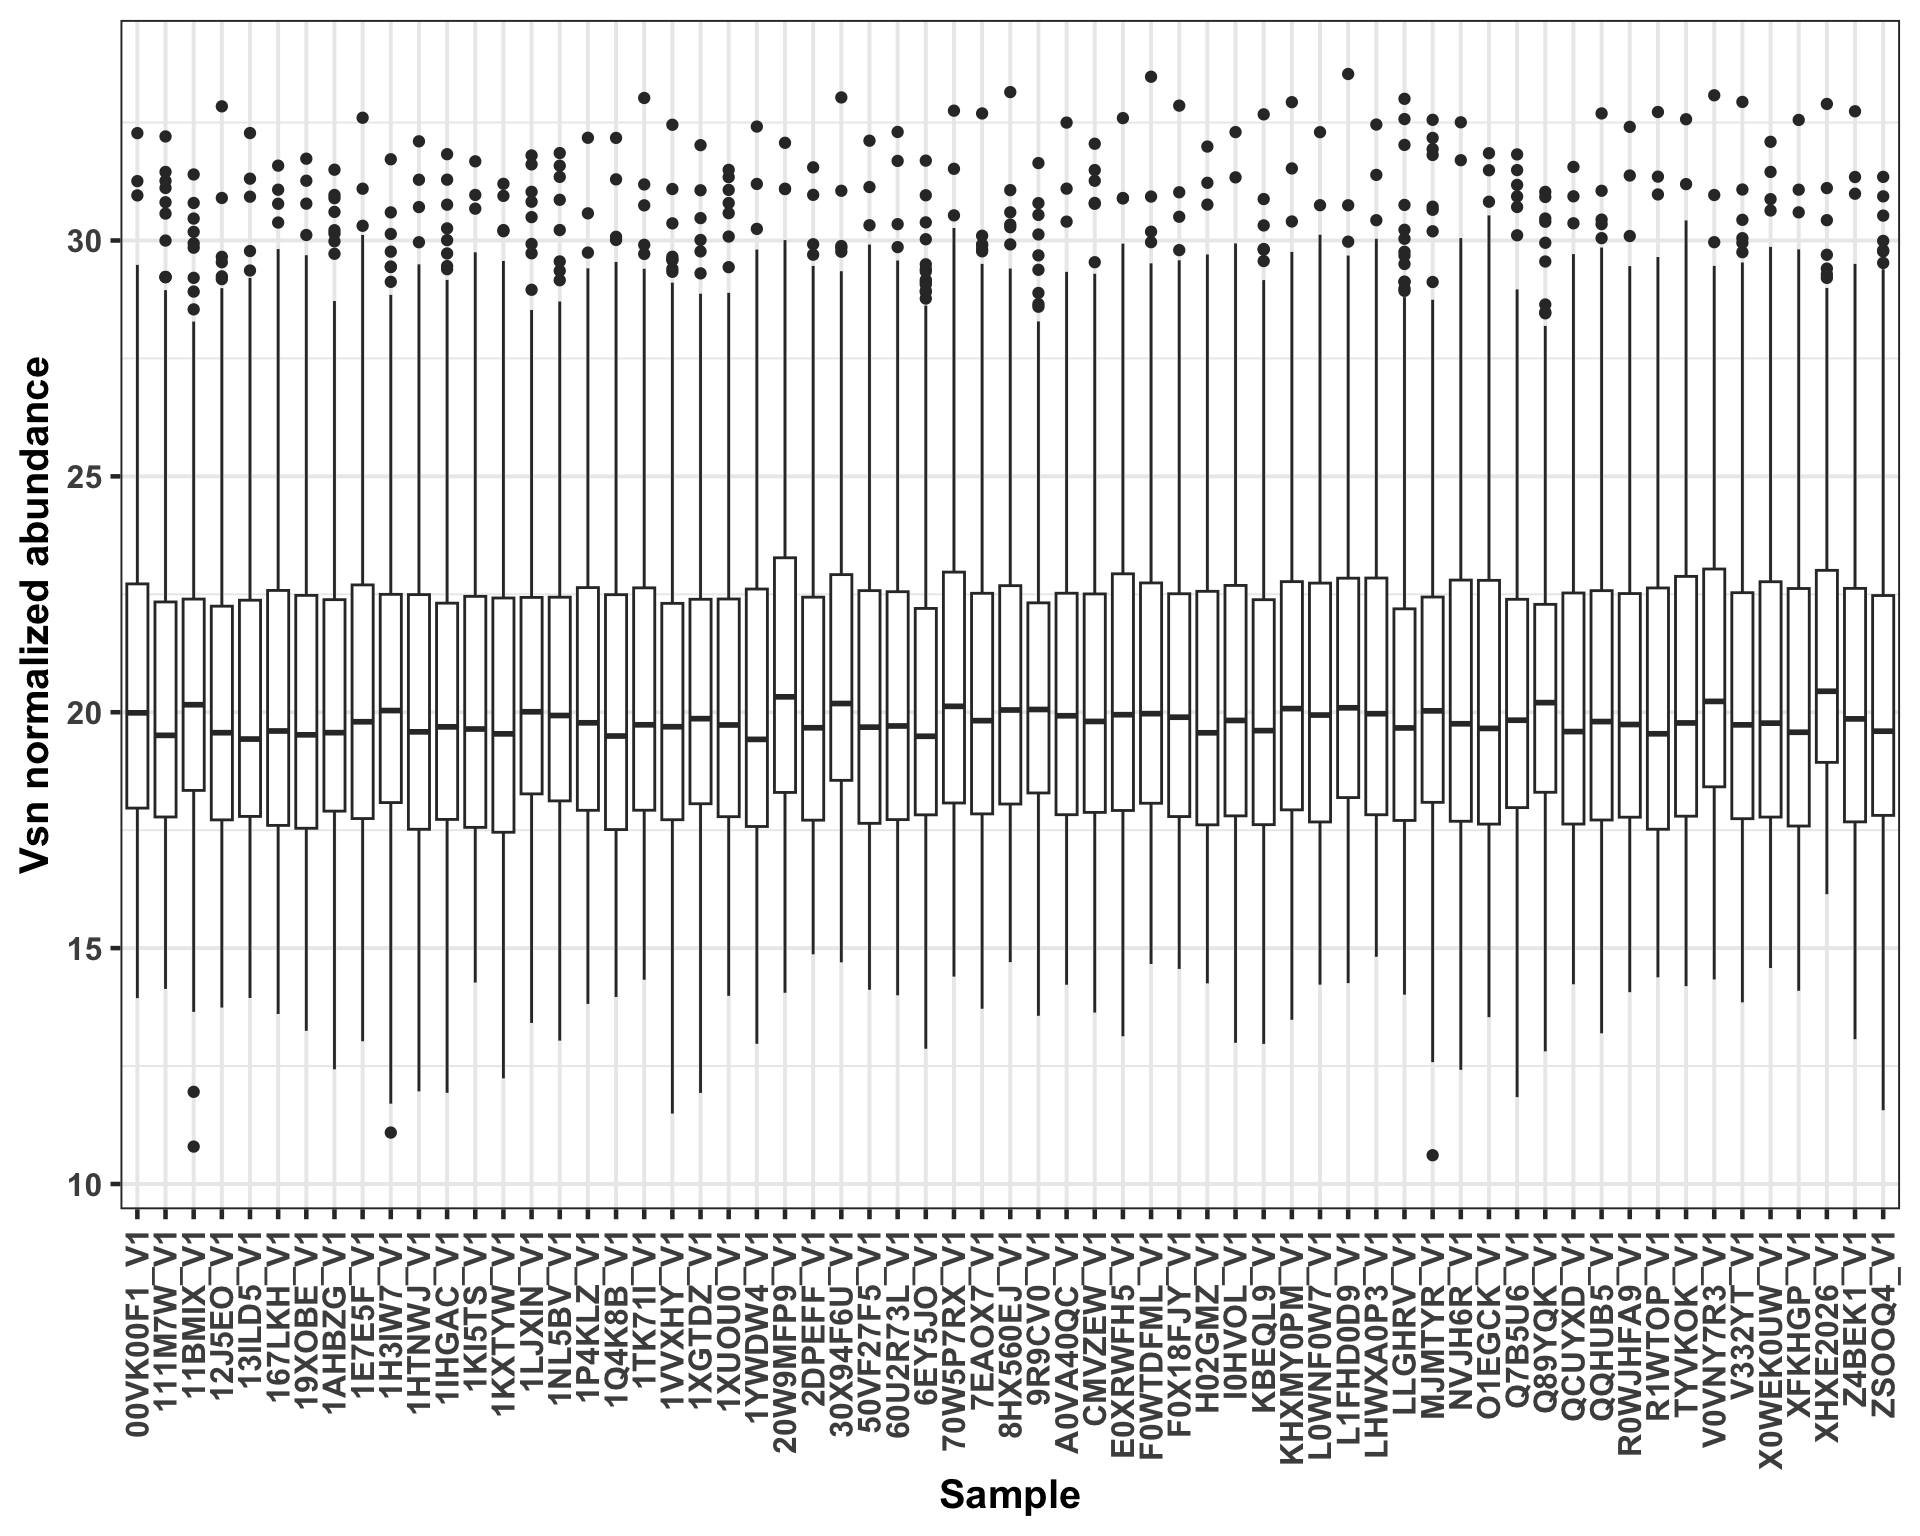 Vsn normalized abundance
30
25
20
15
10
00VK00F1_V1
111M7W_V1
11BMIX_V1
12J5EO_V1
13ILD5_V1
167LKH_V1
19XOBE_V1
1AHBZG_V1
1E7E5F_V1
1H3IW7_V1
1HTNWJ_V1
1IHGAC_V1
1KI5TS_V1
1KXTYW_V1
1LJXIN_V1
1NL5BV_V1
1P4KLZ_V1
1Q4K8B_V1
1TK71I_V1
1VVXHY_V1
1XGTDZ_V1
1XUOU0_V1
1YWDW4_V1
20W9MFP9_V1
2DPEFF_V1
30X94F6U_V1
50VF27F5_V1
60U2R73L_V1
6EY5JO_V1
70W5P7RX_V1
7EAOX7_V1
8HX560EJ_V1
9R9CV0_V1
A0VA40QC_V1
CMVZEW_V1
E0XRWFH5_V1
F0WTDFML_V1
F0X18FJY_V1
H02GMZ_V1
I0HVOL_V1
KBEQL9_V1
KHXMY0PM_V1
L0WNF0W7_V1
L1FHD0D9_V1
LHWXA0P3_V1
LLGHRV_V1
MJMTYR_V1
NVJH6R_V1
O1EGCK_V1
Q7B5U6_V1
Q89YQK_V1
QCUYXD_V1
QQHUB5_V1
R0WJHFA9_V1
R1WTOP_V1
TYVKOK_V1
V0VNY7R3_V1
V332YT_V1
X0WEK0UW_V1
XFKHGP_V1
XHXE2026_V1
Z4BEK1_V1
ZSOOQ4_V1
Sample